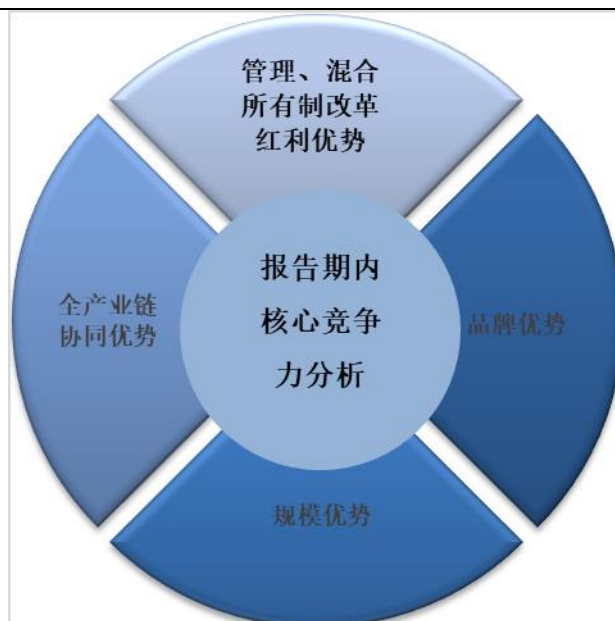 管理、混合
所有制改革
红利优势
报告期内
核心竞争
力分析
全产业链
协同优势
品牌优势
规模优势